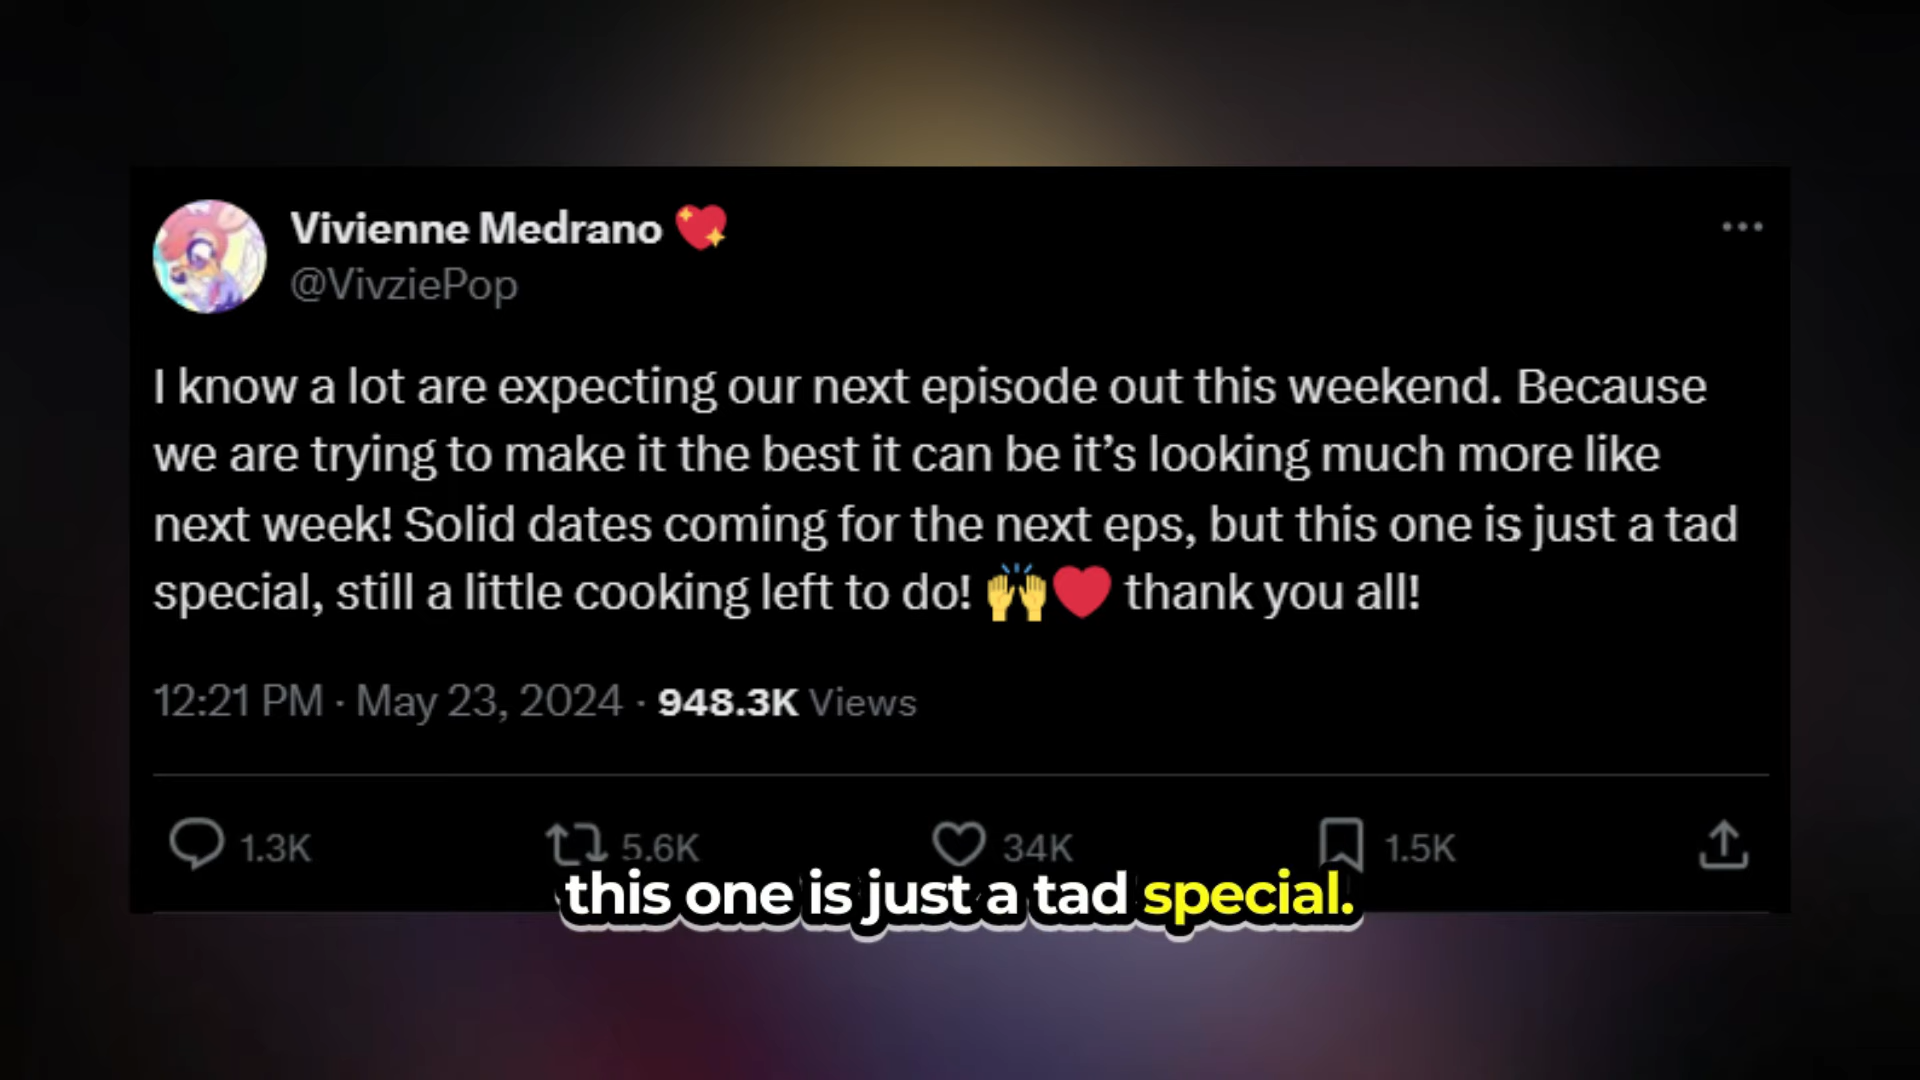 Vivienne Medrano 💖
@VivziePop
I know a lot are expecting our next episode out this weekend. Because
we are trying to make it the best it can be it’s looking much more like
next week! Solid dates coming for the next eps, but this one is just a tad
special, still a little cooking left to do! 🙌❤️ thank you all!
12:21 PM · May 23, 2024 · 948.3K Views
1.3K 5.6K 34K 1.5K
this one is just a tad special.